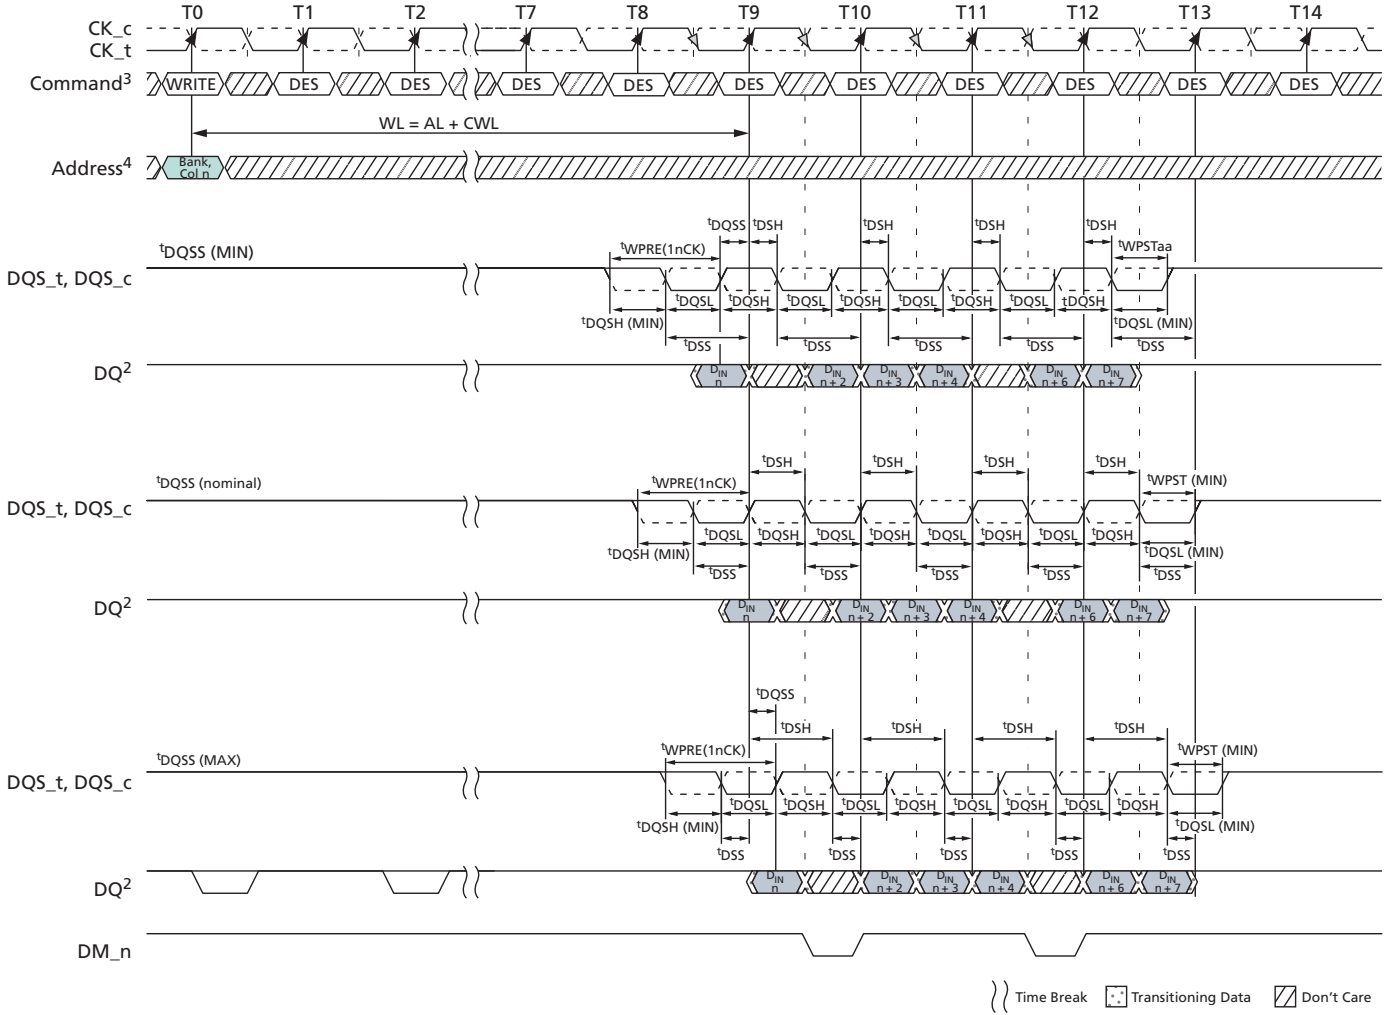 T0 T1 T2 T7 T8 T9 T10 T11 T12 T13 T14
CK_c
CK_t
Command3 WRITE DES DES DES DES DES DES DES DES DES DES
WL = AL + CWL
Address4 Bank, Col n
tDQSS tDSH tDSH tDSH tDSH
tDQSS (MIN) tWPRE(1nCK) tWPSTaa
DQS_t, DQS_c
tDQSL tDQSH tDQSL tDQSH tDQSL tDQSH tDQSL tDQSH
tDQSH (MIN) tDQSL (MIN)
tDSS tDSS tDSS tDSS tDSS
DQ2 DIN n DIN n + 2 DIN n + 3 DIN n + 4 DIN n + 6 DIN n + 7
tDSH tDSH tDSH tDSH
tDQSS (nominal) tWPRE(1nCK) tWPST (MIN)
DQS_t, DQS_c
tDQSL tDQSH tDQSL tDQSH tDQSL tDQSH tDQSL tDQSH
tDQSH (MIN) tDQSL (MIN)
tDSS tDSS tDSS tDSS tDSS
DQ2 DIN n DIN n + 2 DIN n + 3 DIN n + 4 DIN n + 6 DIN n + 7
tDQSS
tDSH tDSH tDSH tDSH
tDQSS (MAX) tWPRE(1nCK) tWPST (MIN)
DQS_t, DQS_c
tDQSL tDQSH tDQSL tDQSH tDQSL tDQSH tDQSL tDQSH
tDQSH (MIN) tDQSL (MIN)
tDSS tDSS tDSS tDSS tDSS
DQ2 DIN n DIN n + 2 DIN n + 3 DIN n + 4 DIN n + 6 DIN n + 7
DM_n
Time Break Transitioning Data Don't Care